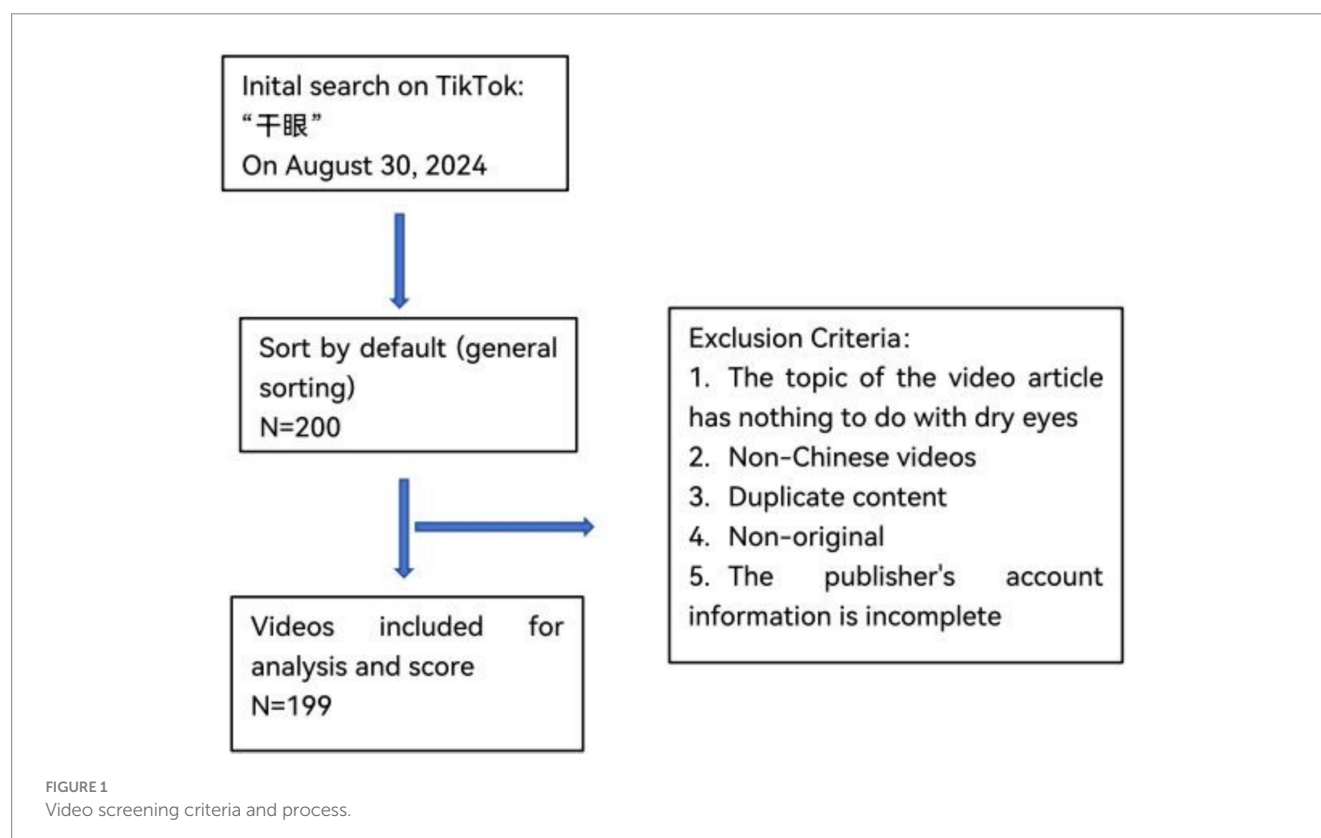 Inital search on TikTok:
“干眼”
On August 30, 2024
Sort by default (general
sorting)
N=200
Exclusion Criteria:
1. The topic of the video article
has nothing to do with dry eyes
2. Non-Chinese videos
3. Duplicate content
4. Non-original
5. The publisher's account
information is incomplete
Videos included for
analysis and score
N=199
FIGURE 1
Video screening criteria and process.